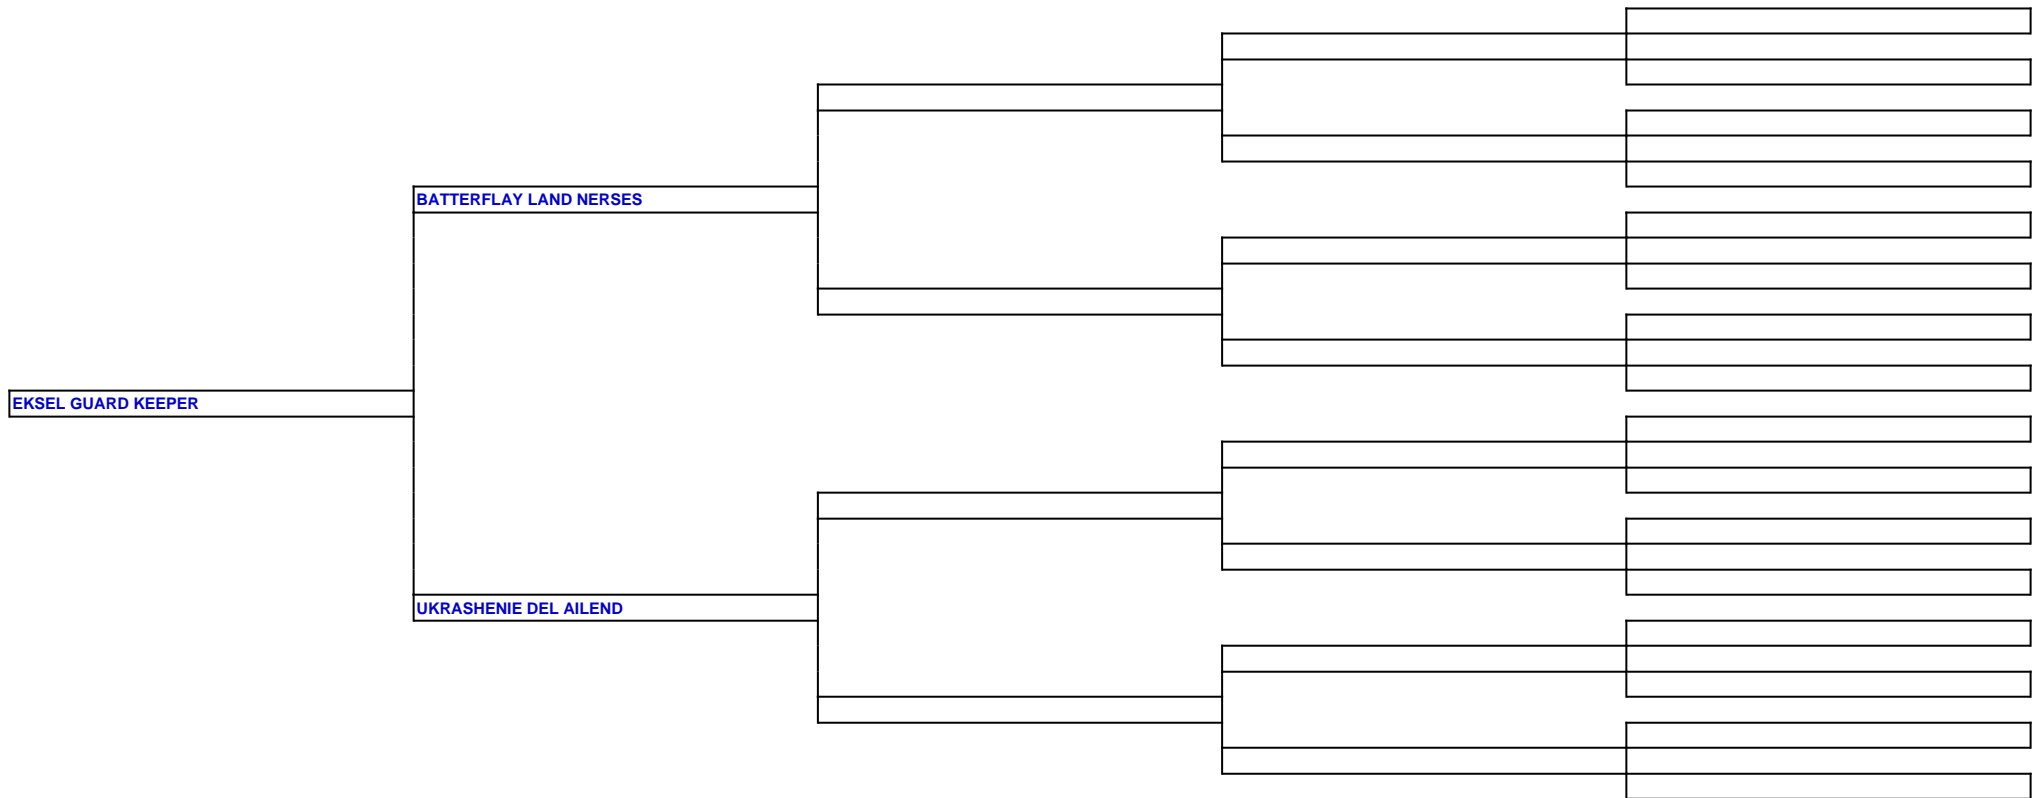 BATTERFLAY LAND NERSES
EKSEL GUARD KEEPER
UKRASHENIE DEL AILEND